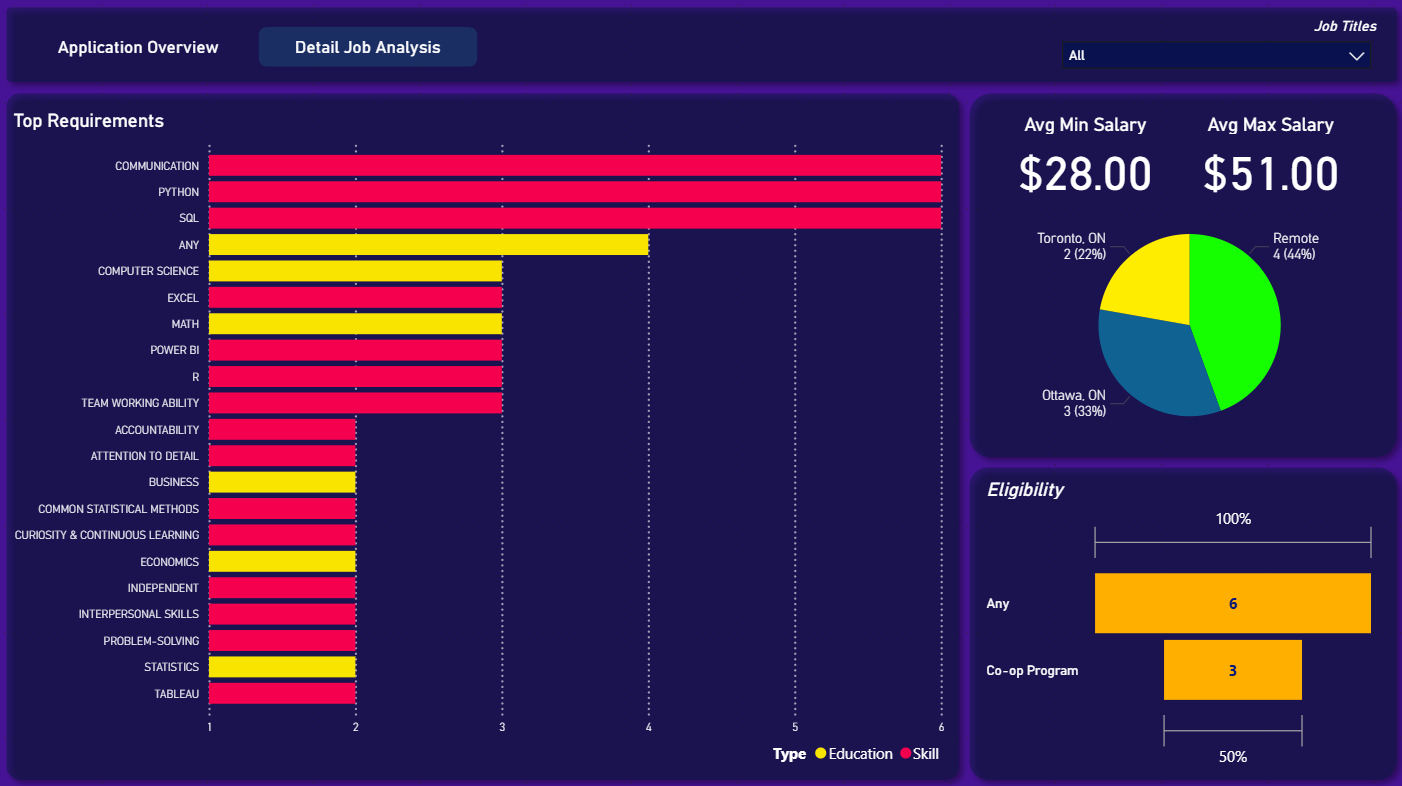 Application Overview
Detail Job Analysis
Job Titles
All
Top Requirements
COMMUNICATION
PYTHON
SQL
ANY
COMPUTER SCIENCE
EXCEL
MATH
POWER BI
R
TEAM WORKING ABILITY
ACCOUNTABILITY
ATTENTION TO DETAIL
BUSINESS
COMMON STATISTICAL METHODS
CURIOSITY & CONTINUOUS LEARNING
ECONOMICS
INDEPENDENT
INTERPERSONAL SKILLS
PROBLEM-SOLVING
STATISTICS
TABLEAU
1 2 3 4 5 6
Type Education Skill
Avg Min Salary
$28.00
Avg Max Salary
$51.00
Toronto, ON
2 (22%)
Remote
4 (44%)
Ottawa, ON
3 (33%)
Eligibility
100%
Any 6
Co-op Program 3
50%